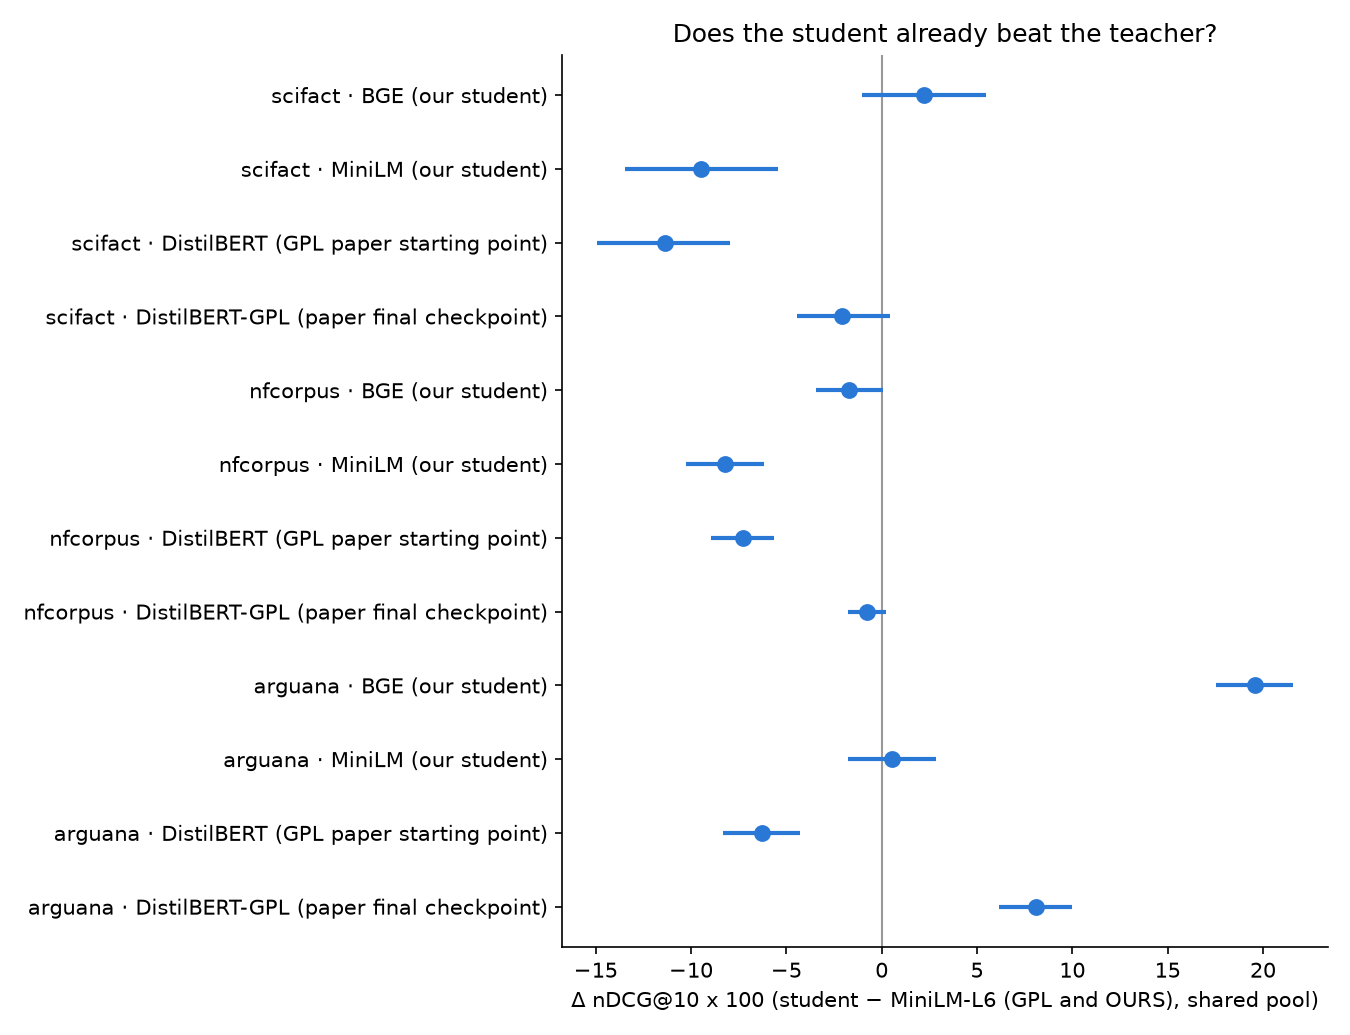 Does the student already beat the teacher?
scifact · BGE (our student)
scifact · MiniLM (our student)
scifact · DistilBERT (GPL paper starting point)
scifact · DistilBERT-GPL (paper final checkpoint)
nfcorpus · BGE (our student)
nfcorpus · MiniLM (our student)
nfcorpus · DistilBERT (GPL paper starting point)
nfcorpus · DistilBERT-GPL (paper final checkpoint)
arguana · BGE (our student)
arguana · MiniLM (our student)
arguana · DistilBERT (GPL paper starting point)
arguana · DistilBERT-GPL (paper final checkpoint)
−15 −10 −5 0 5 10 15 20
Δ nDCG@10 x 100 (student − MiniLM-L6 (GPL and OURS), shared pool)